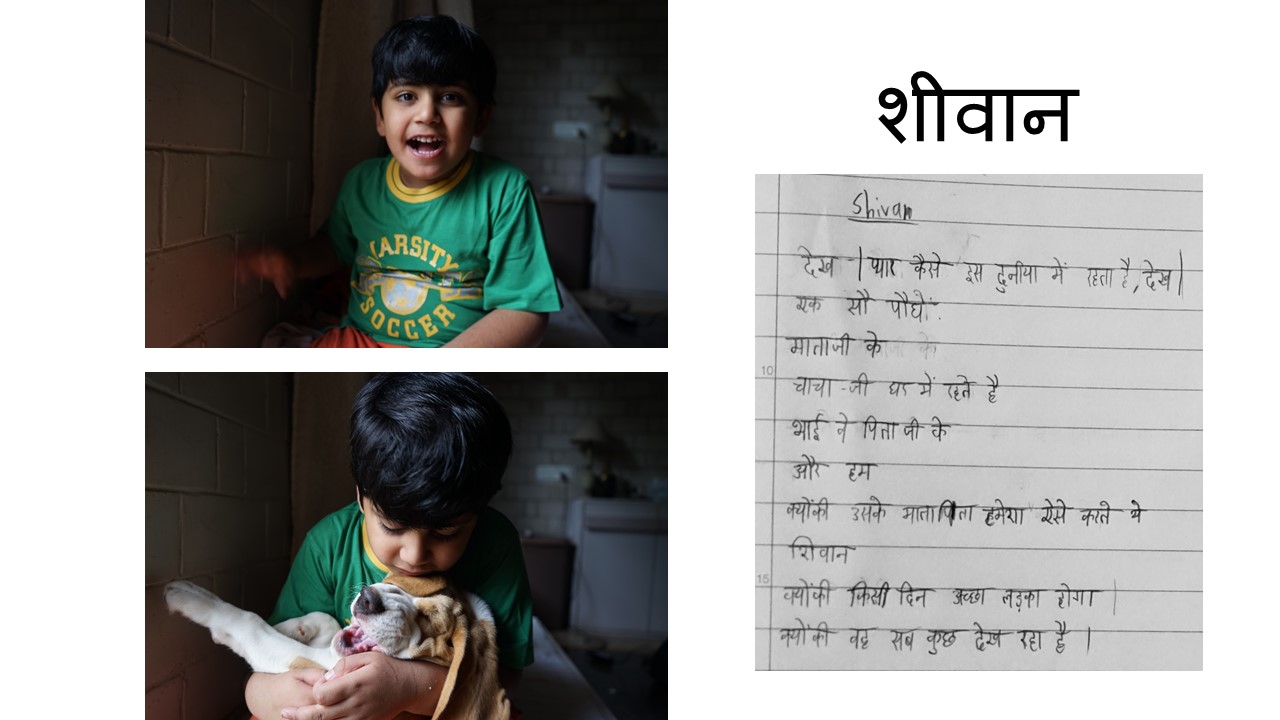 VARSITY
SOCCER
शीवान
Shivan
देख । प्यार कैसे इस दुनीया में रहता है, देख।
एक सौ पौघों.
माताजी के
10
चाचा-जी घर में रहते है
भाई ने पिताजी के
और हम
क्योंकी उसके मातापिता हमेशा ऐसे करते थे
शिवान
15
क्योंकी किसी दिन अच्छा लड़का होगा ।
क्योंकी वह सब कुछ देख रहा है ।